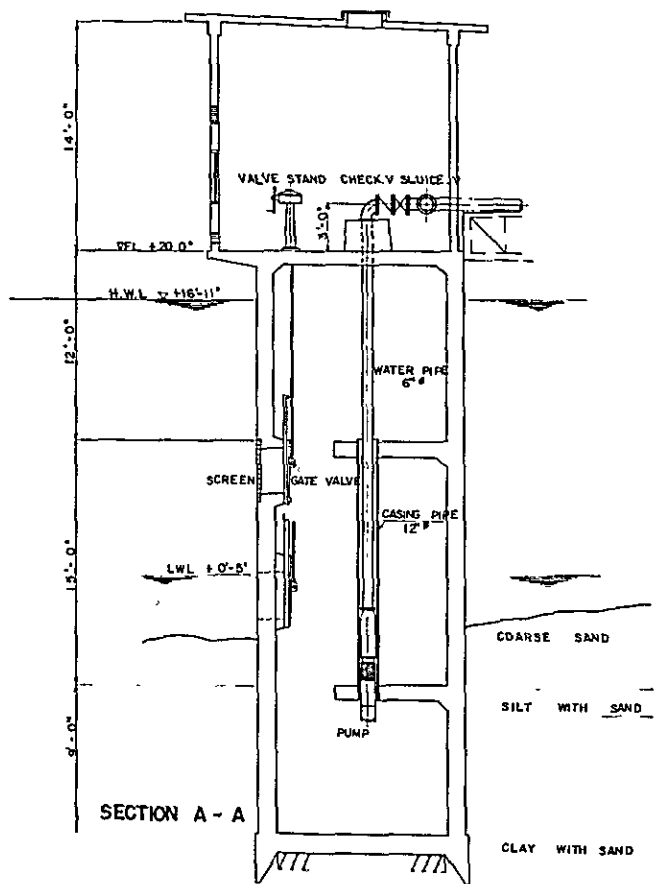 14'-0"
VALVE STAND CHECK.V SLUICE.V
3'-0"
▽FL +20.0"
H.W.L ▽ +16'-11"
12'-0"
WATER PIPE
6" φ
SCREEN
GATE VALVE
CASING PIPE
12" φ
15'-0"
LWL +0'-5"
COARSE SAND
SILT WITH SAND
PUMP
9'-0"
SECTION A - A
CLAY WITH SAND